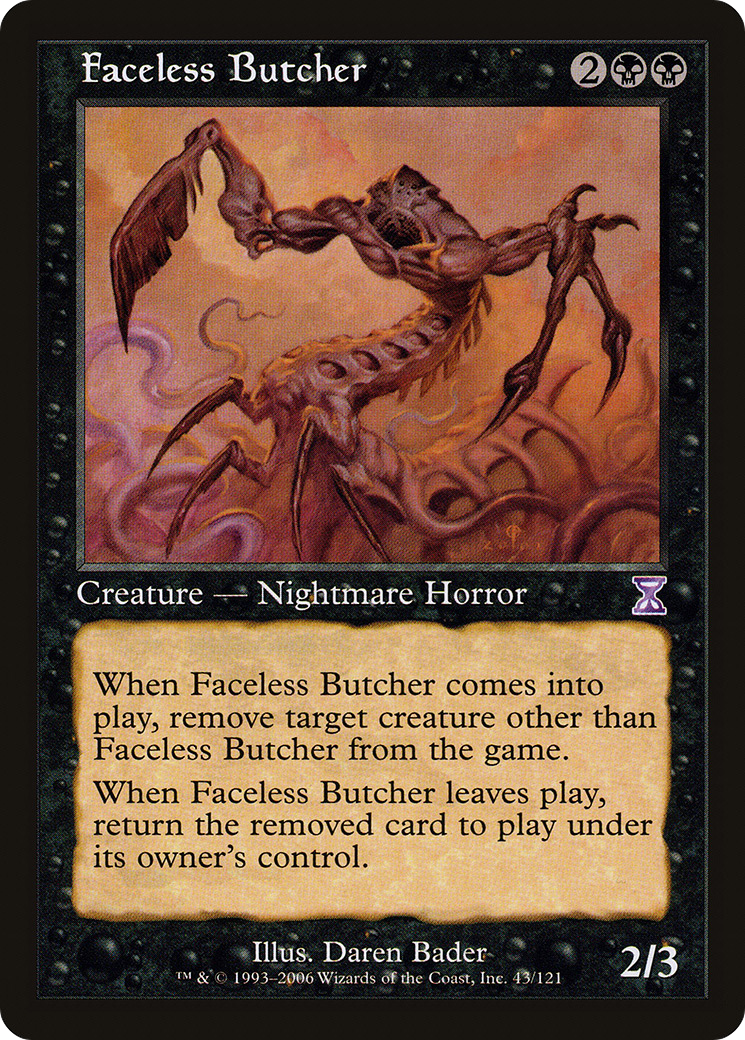 Faceless Butcher 2
Creature — Nightmare Horror
When Faceless Butcher comes into
play, remove target creature other than
Faceless Butcher from the game.
When Faceless Butcher leaves play,
return the removed card to play under
its owner's control.
Illus. Daren Bader
2/3
™ & © 1993–2006 Wizards of the Coast, Inc. 43/121